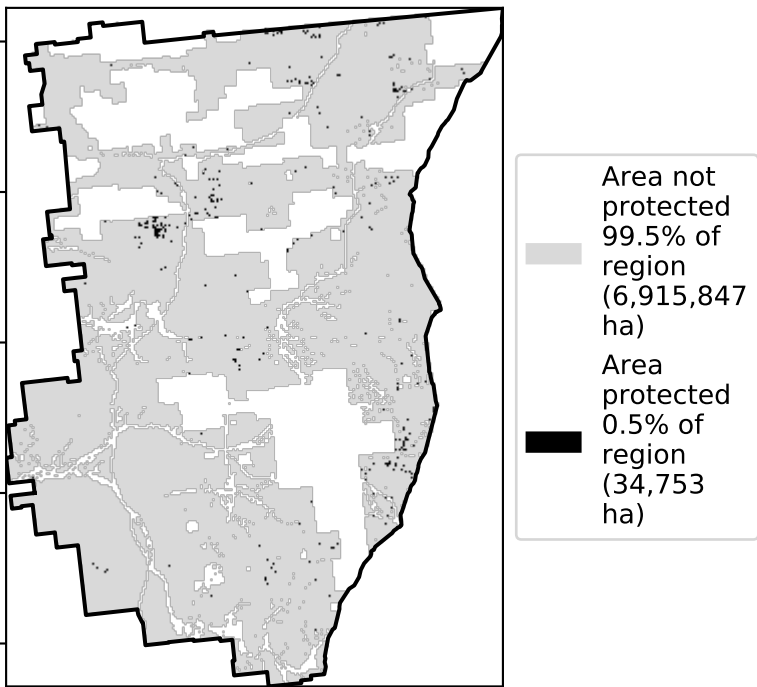 Area not
protected
99.5% of
region
(6,915,847
ha)
Area
protected
0.5% of
region
(34,753
ha)